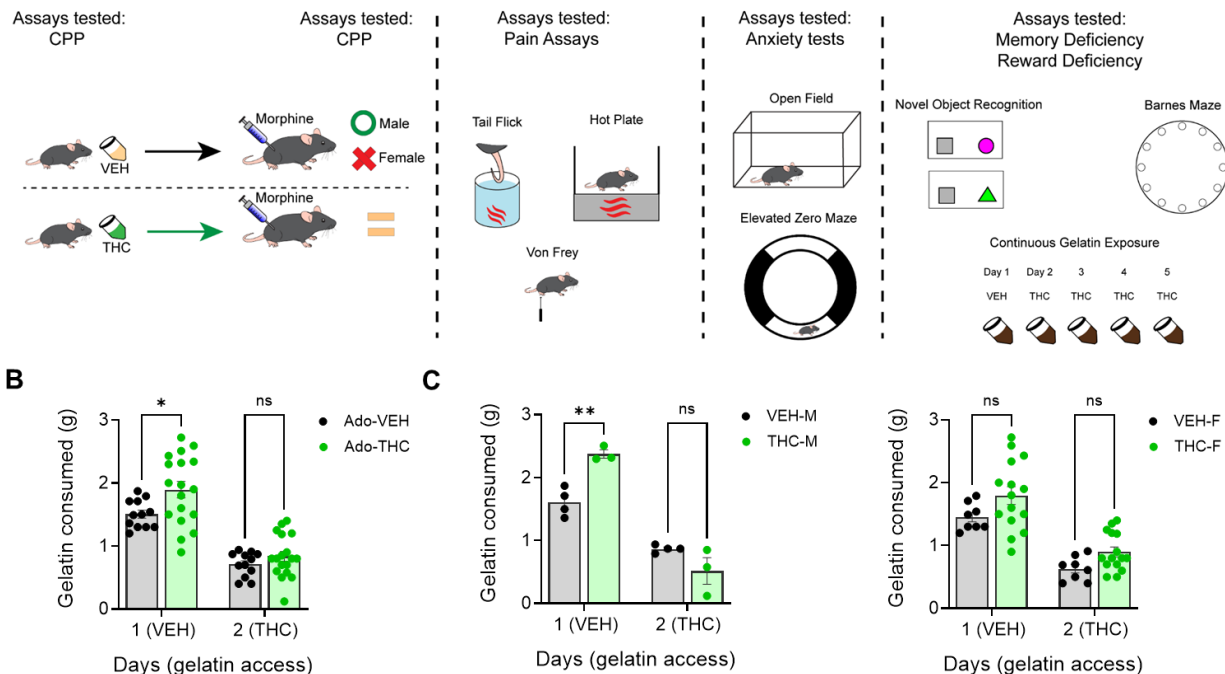 Assays tested:
CPP
Assays tested:
CPP
Morphine
Male
Female
VEH
Morphine
THC
Assays tested:
Pain Assays
Tail Flick
Hot Plate
Von Frey
Assays tested:
Anxiety tests
Open Field
Elevated Zero Maze
Assays tested:
Memory Deficiency
Reward Deficiency
Novel Object Recognition
Barnes Maze
Continuous Gelatin Exposure
Day 1 Day 2 3 4 5
VEH THC THC THC THC
B
Gelatin consumed (g)
3
2
1
0
* ns
Ado-VEH
Ado-THC
1 (VEH) 2 (THC)
Days (gelatin access)
C
Gelatin consumed (g)
3
2
1
0
** ns
VEH-M
THC-M
1 (VEH) 2 (THC)
Days (gelatin access)
Gelatin consumed (g)
3
2
1
0
ns ns
VEH-F
THC-F
1 (VEH) 2 (THC)
Days (gelatin access)